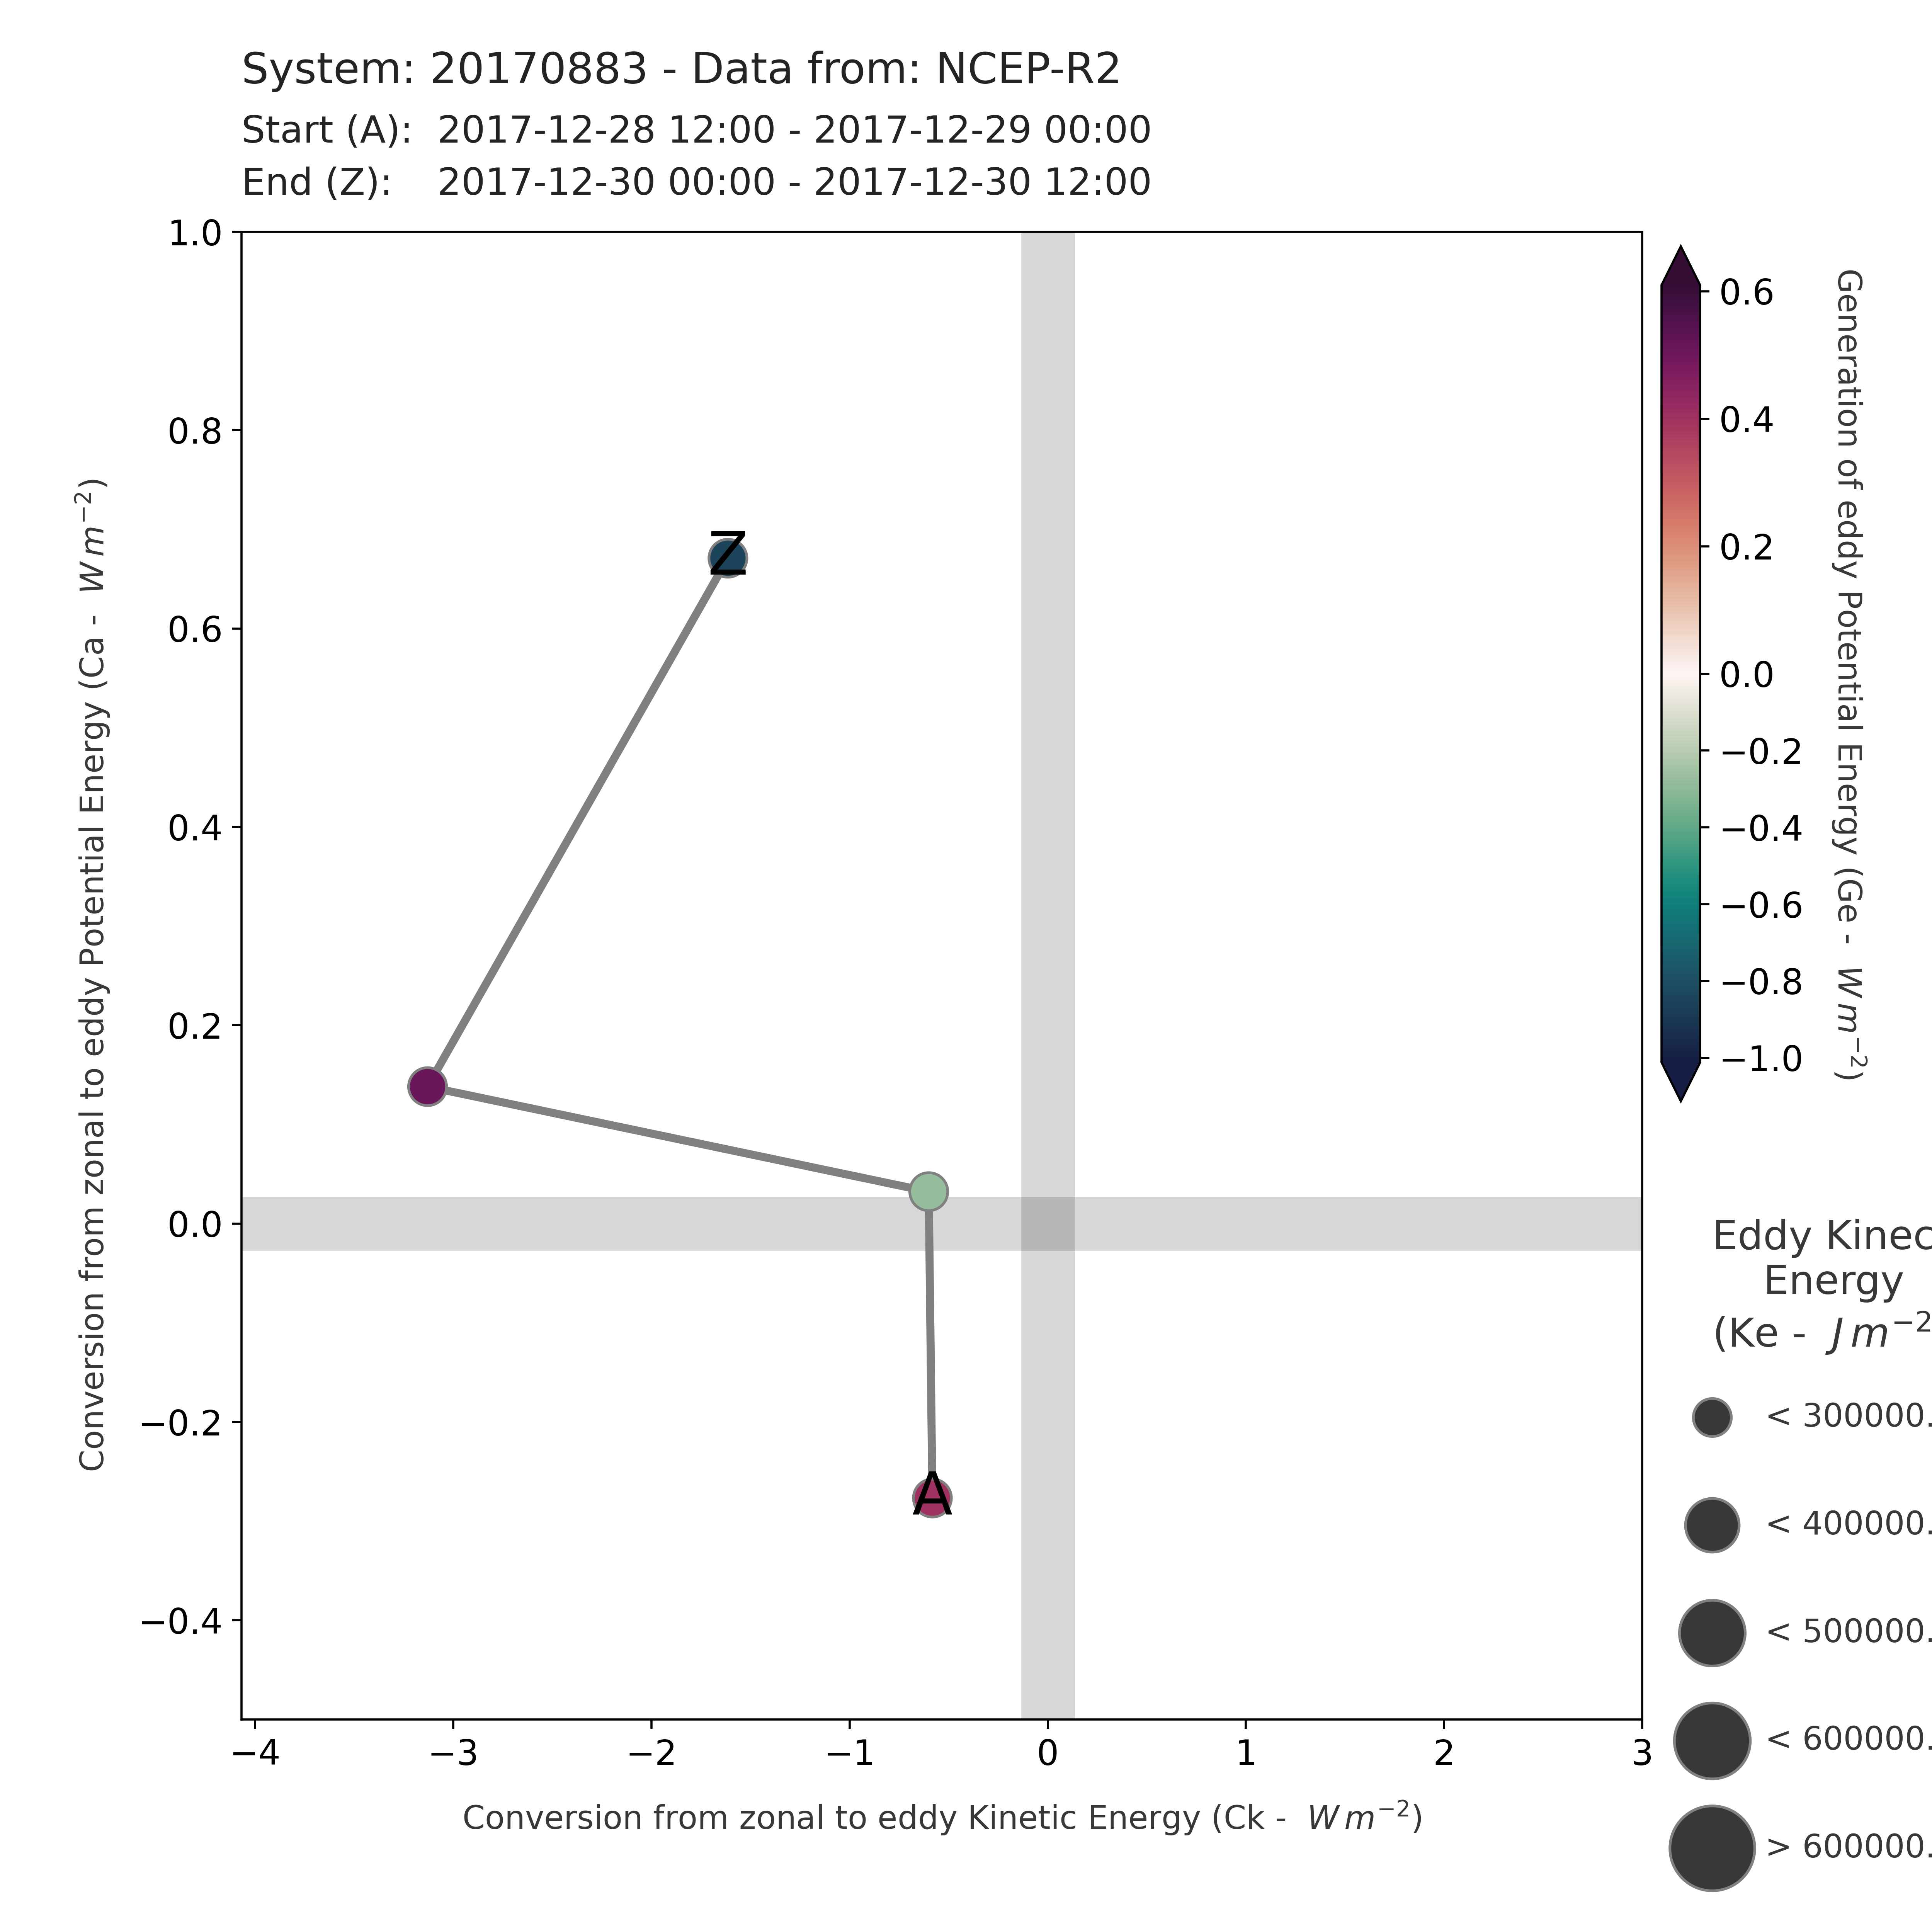 System: 20170883 - Data from: NCEP-R2
Start (A): 2017-12-28 12:00 - 2017-12-29 00:00
End (Z): 2017-12-30 00:00 - 2017-12-30 12:00
1.0
0.8
0.6
0.4
0.2
0.0
−0.2
−0.4
Conversion from zonal to eddy Potential Energy (Ca - W m⁻²)
Z
A
−4
−3
−2
−1
0
1
2
3
Conversion from zonal to eddy Kinetic Energy (Ck - W m⁻²)
0.6
0.4
0.2
0.0
−0.2
−0.4
−0.6
−0.8
−1.0
Generation of eddy Potential Energy (Ge - W m⁻²)
Eddy Kinec
Energy
(Ke - J m⁻²
< 300000.
< 400000.
< 500000.
< 600000.
> 600000.